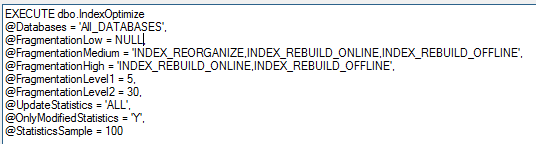 EXECUTE dbo.IndexOptimize
@Databases = 'All_DATABASES',
@FragmentationLow = NULL,
@FragmentationMedium = 'INDEX_REORGANIZE,INDEX_REBUILD_ONLINE,INDEX_REBUILD_OFFLINE',
@FragmentationHigh = 'INDEX_REBUILD_ONLINE,INDEX_REBUILD_OFFLINE',
@FragmentationLevel1 = 5,
@FragmentationLevel2 = 30,
@UpdateStatistics = 'ALL',
@OnlyModifiedStatistics = 'Y',
@StatisticsSample = 100